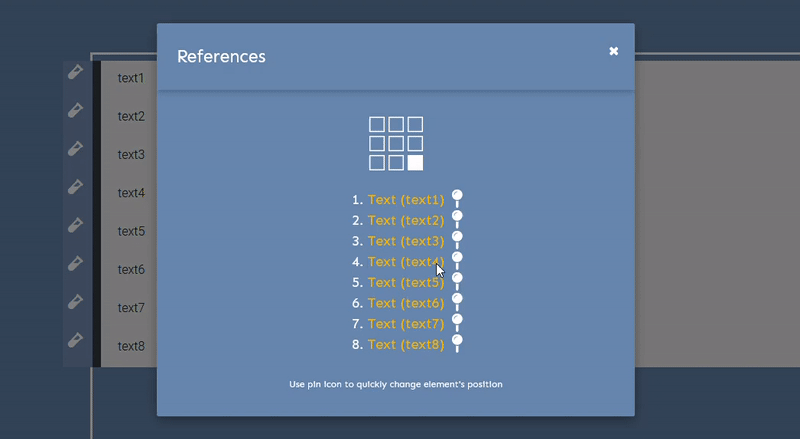 References
text1
text2
text3
text4
text5
text6
text7
text8
1. Text (text1)
2. Text (text2)
3. Text (text3)
4. Text (text4)
5. Text (text5)
6. Text (text6)
7. Text (text7)
8. Text (text8)
Use pin icon to quickly change element's position